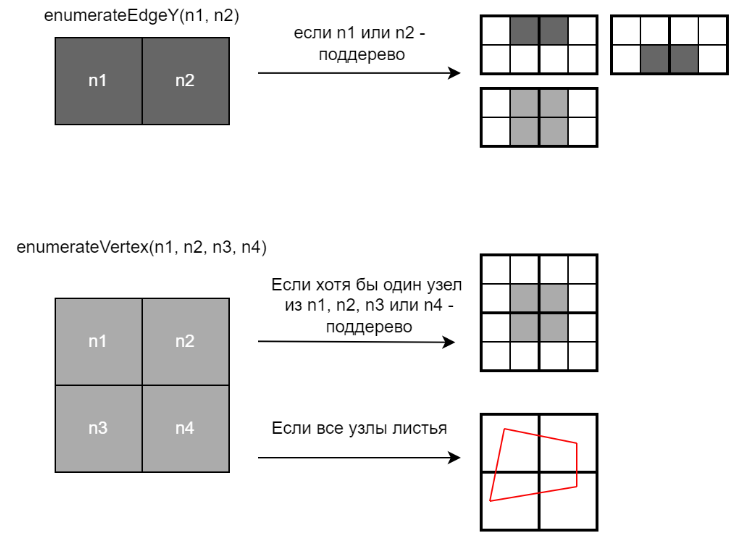 enumerateEdgeY(n1, n2)
n1 n2
если n1 или n2 -
поддерево
enumerateVertex(n1, n2, n3, n4)
n1 n2
n3 n4
Если хотя бы один узел
из n1, n2, n3 или n4 -
поддерево
Если все узлы листья